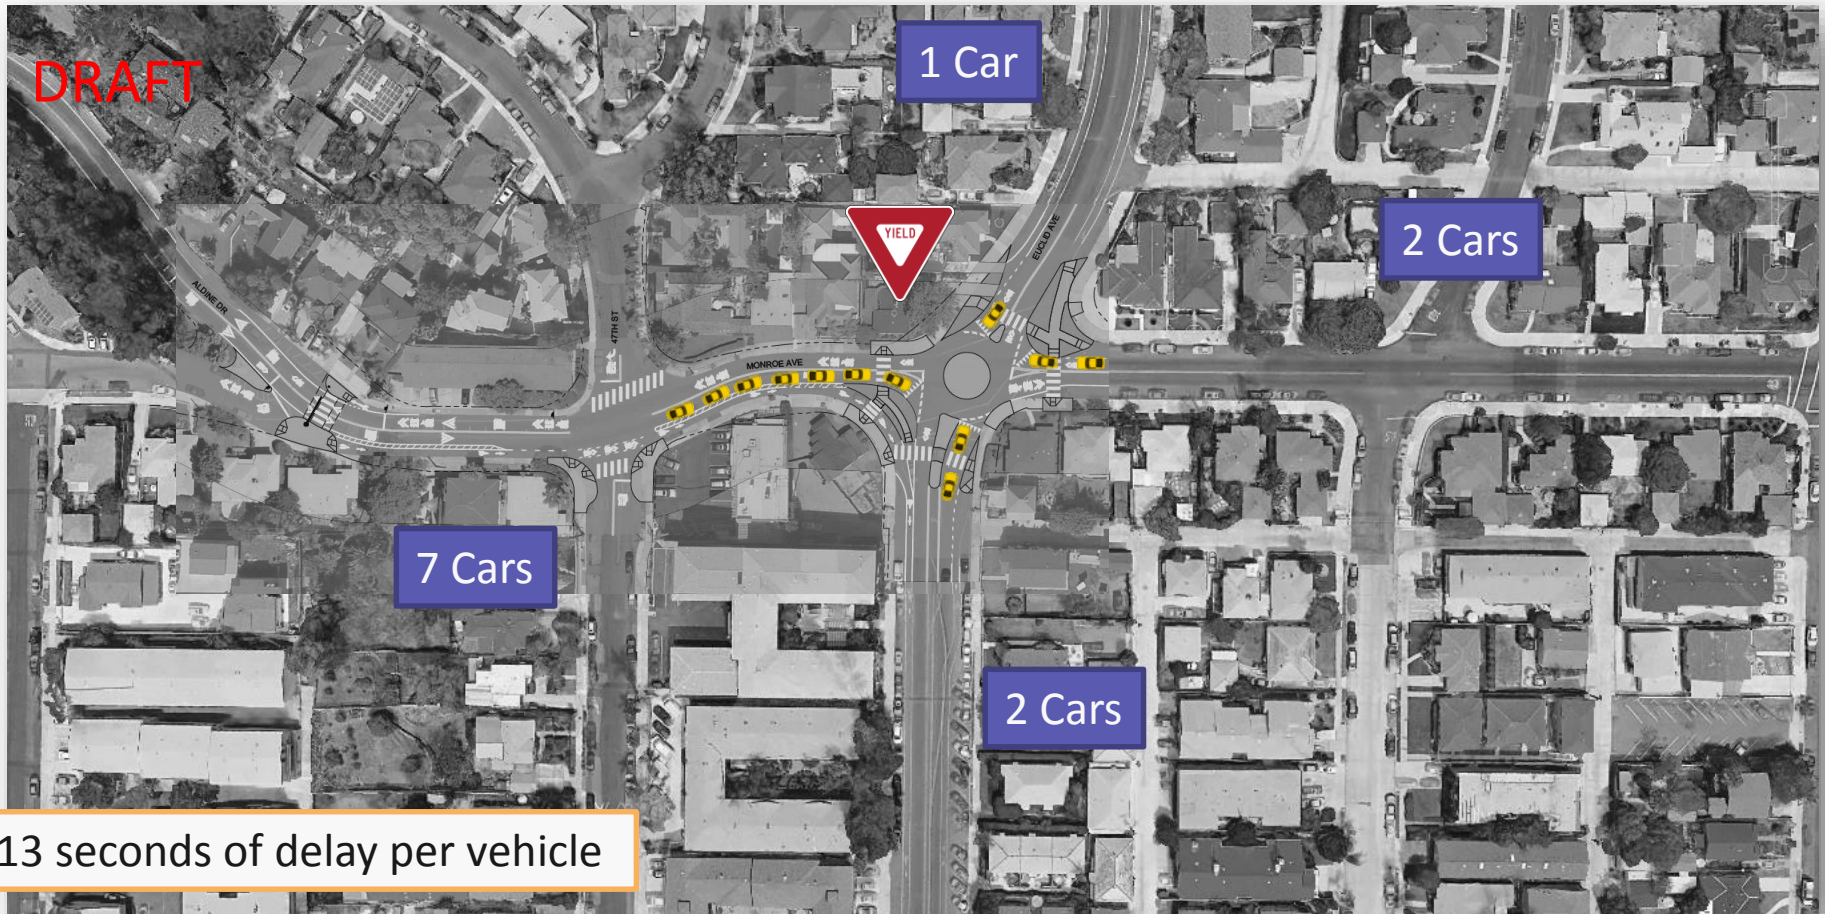 DRAFT
1 Car
YIELD
2 Cars
EUCLID AVE
ALDINE DR
47TH ST
MONROE AVE
7 Cars
2 Cars
13 seconds of delay per vehicle